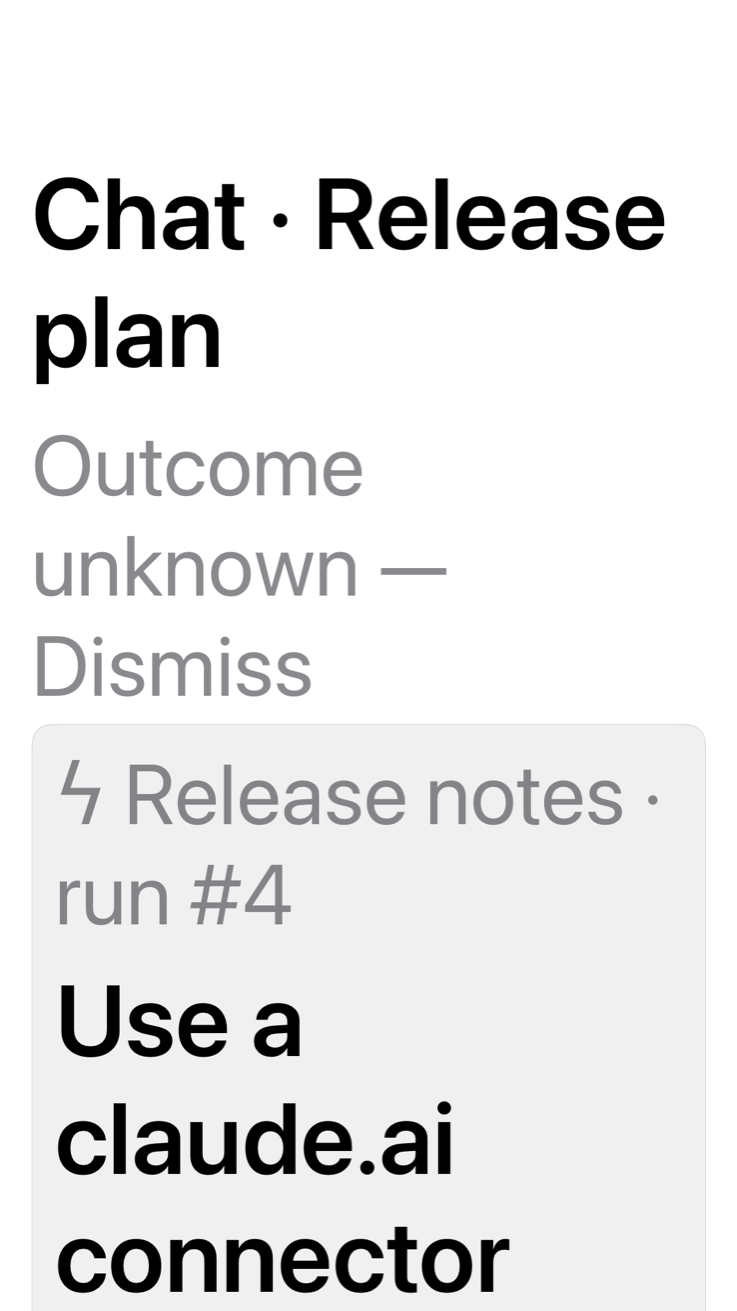 Chat · Release
plan
Outcome
unknown —
Dismiss
ϟ Release notes ·
run #4
Use a
claude.ai
connector